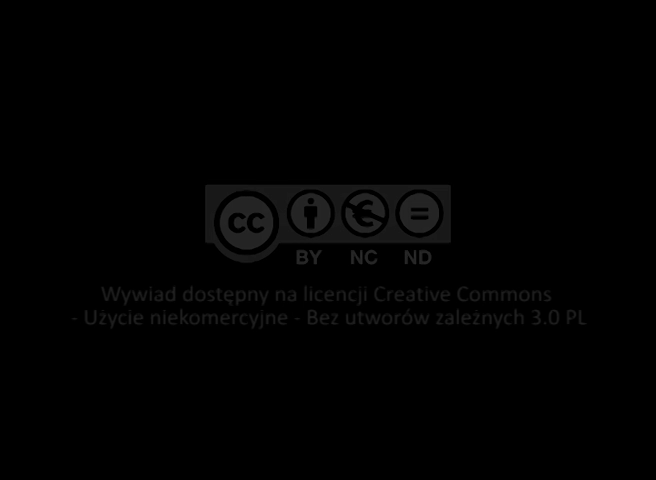 cc
BY NC ND
Wywiad dostępny na licencji Creative Commons
- Użycie niekomercyjne - Bez utworów zależnych 3.0 PL